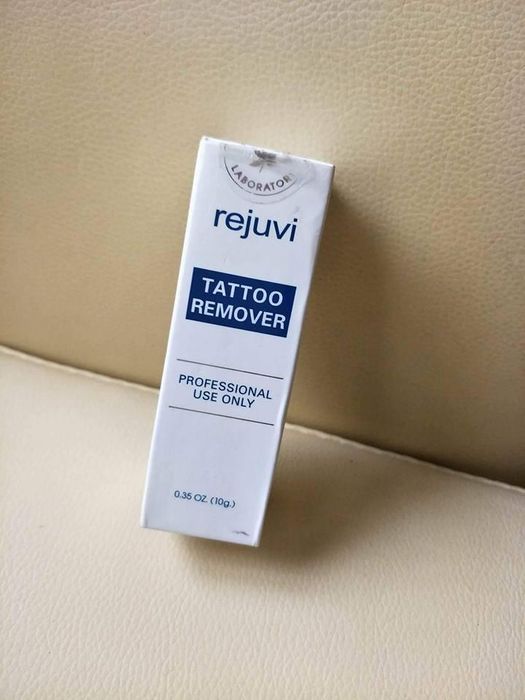 LABORATORY
rejuvi
TATTOO
REMOVER
PROFESSIONAL
USE ONLY
0.35 OZ. (10g.)